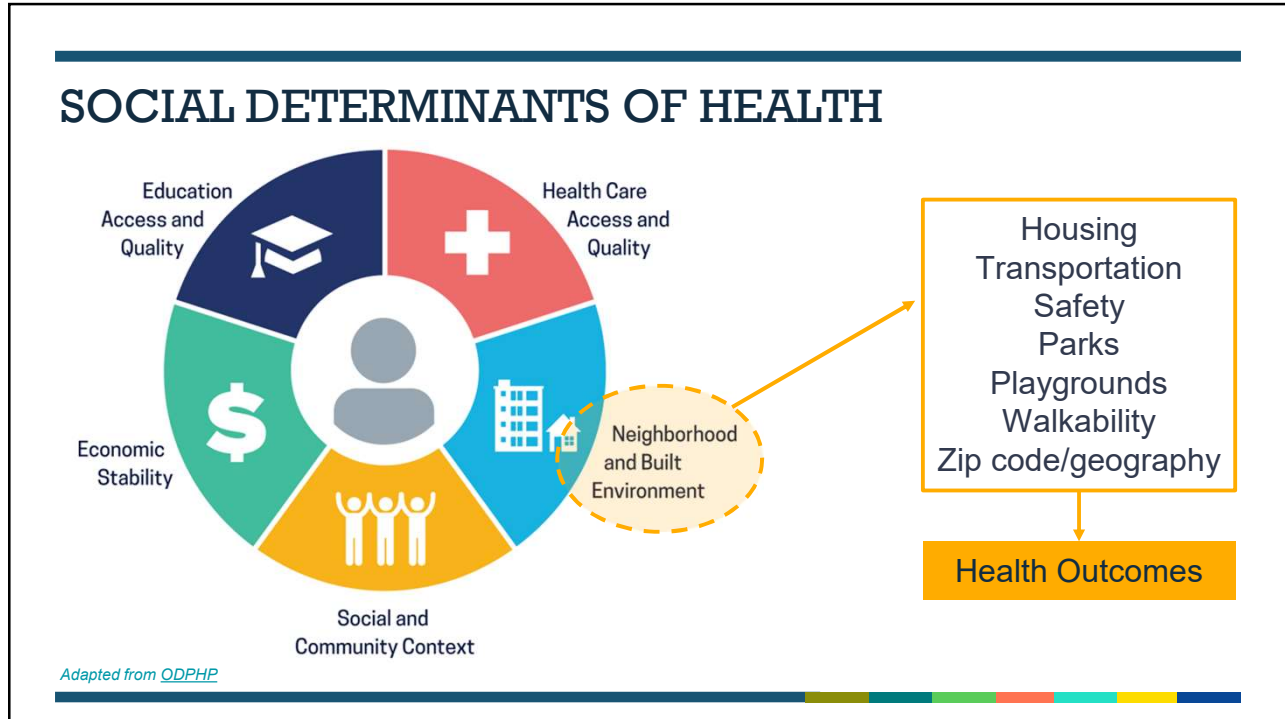 SOCIAL DETERMINANTS OF HEALTH
Education
Access and
Quality
Health Care
Access and
Quality
$
Economic
Stability
Neighborhood
and Built
Environment
Social and
Community Context
Housing
Transportation
Safety
Parks
Playgrounds
Walkability
Zip code/geography
Health Outcomes
Adapted from ODPHP